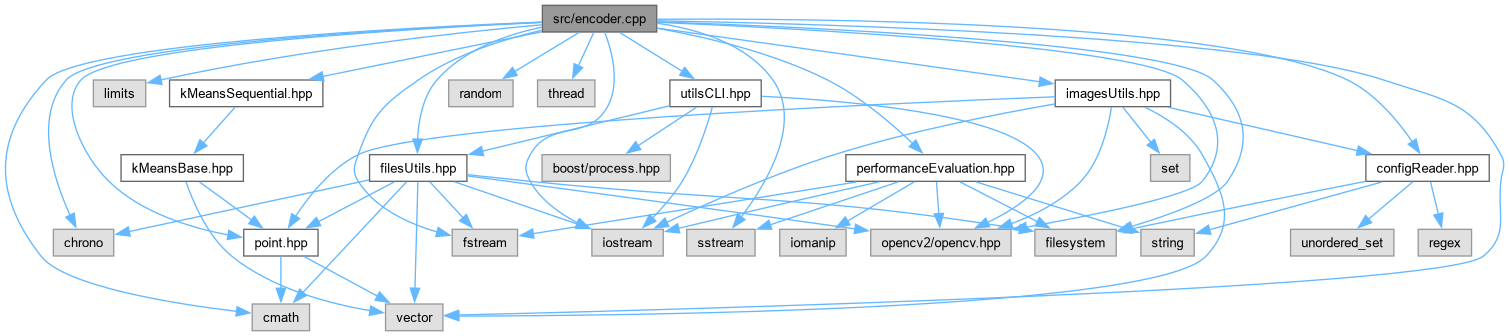 src/encoder.cpp
limits
kMeansSequential.hpp
random
thread
utilsCLI.hpp
imagesUtils.hpp
kMeansBase.hpp
filesUtils.hpp
boost/process.hpp
performanceEvaluation.hpp
set
configReader.hpp
chrono
point.hpp
fstream
iostream
sstream
iomanip
opencv2/opencv.hpp
filesystem
string
unordered_set
regex
cmath
vector